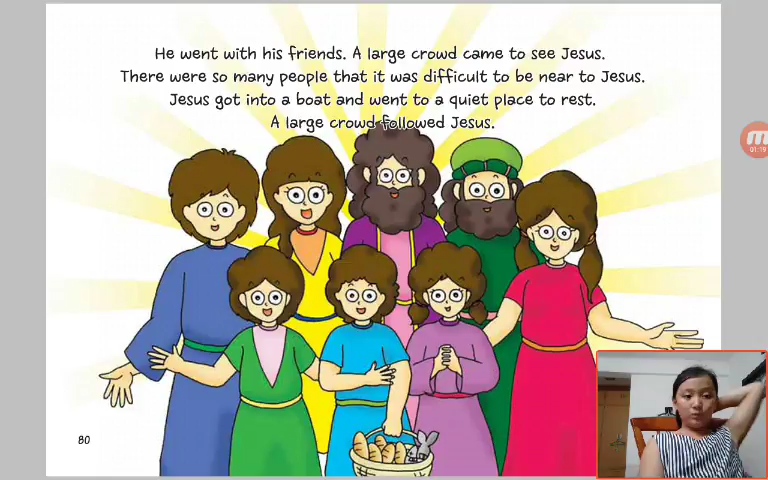 He went with his friends. A large crowd came to see Jesus.
There were so many people that it was difficult to be near to Jesus.
Jesus got into a boat and went to a quiet place to rest.
A large crowd followed Jesus.
01:19
80